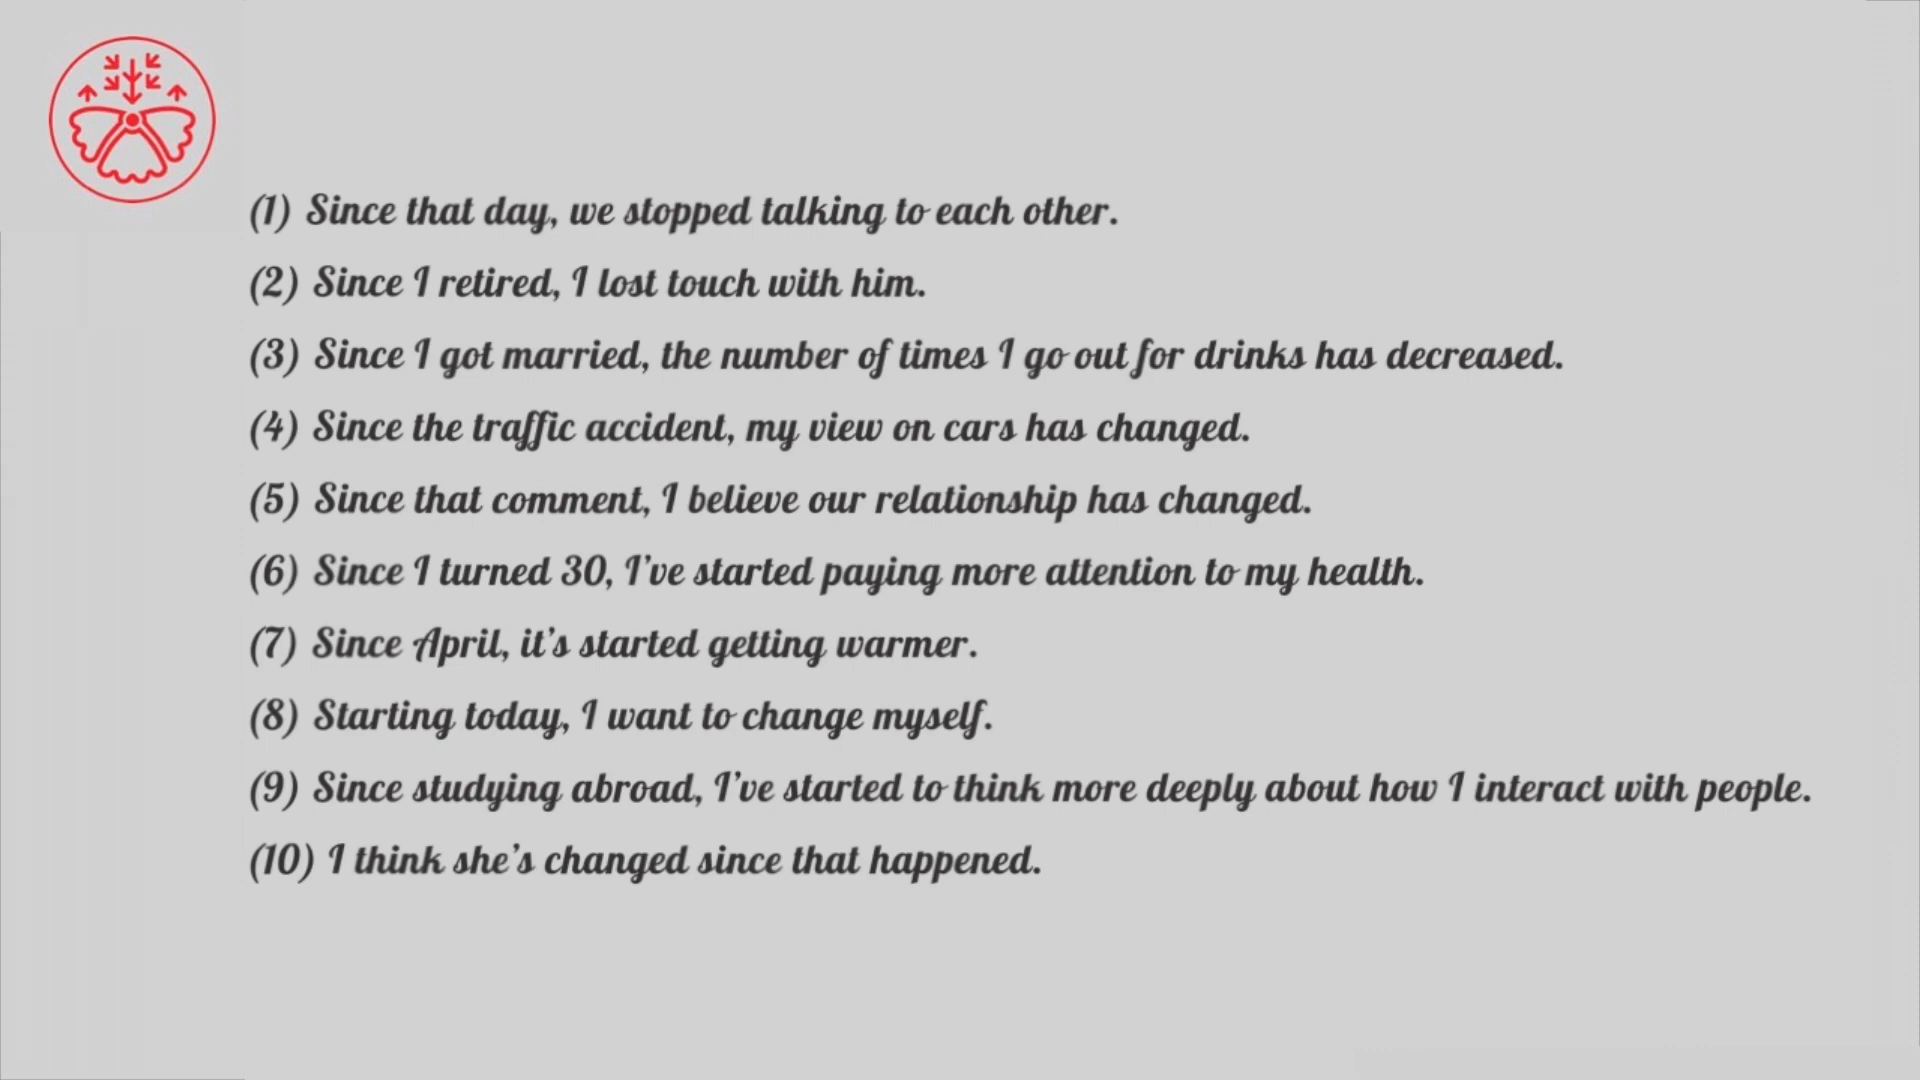 (1) Since that day, we stopped talking to each other.
(2) Since I retired, I lost touch with him.
(3) Since I got married, the number of times I go out for drinks has decreased.
(4) Since the traffic accident, my view on cars has changed.
(5) Since that comment, I believe our relationship has changed.
(6) Since I turned 30, I’ve started paying more attention to my health.
(7) Since April, it’s started getting warmer.
(8) Starting today, I want to change myself.
(9) Since studying abroad, I’ve started to think more deeply about how I interact with people.
(10) I think she’s changed since that happened.